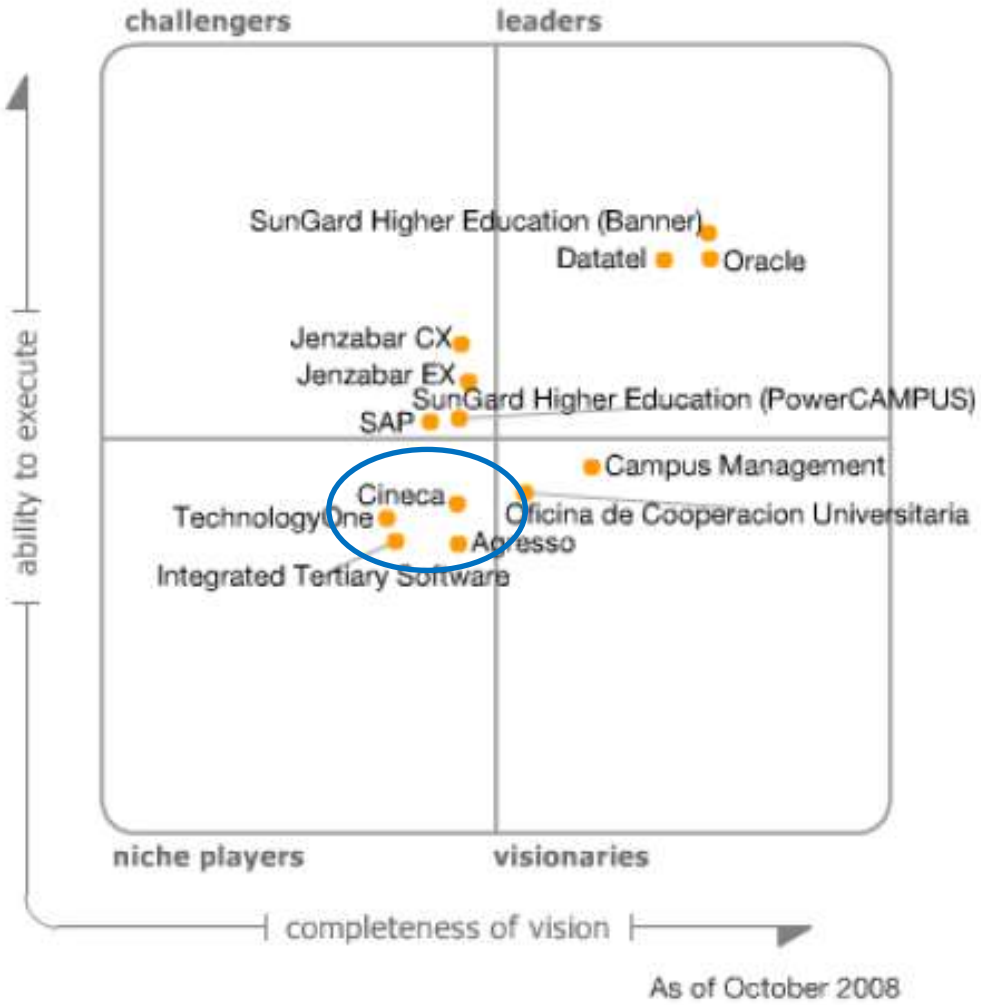 challengers
leaders
SunGard Higher Education (Banner)
Datatel
Oracle
Jenzabar CX
Jenzabar EX
SunGard Higher Education (PowerCAMPUS)
SAP
Campus Management
Cineca
TechnologyOne
Oficina de Cooperacion Universitaria
Agresso
Integrated Tertiary Software
ability to execute
niche players
visionaries
completeness of vision
As of October 2008